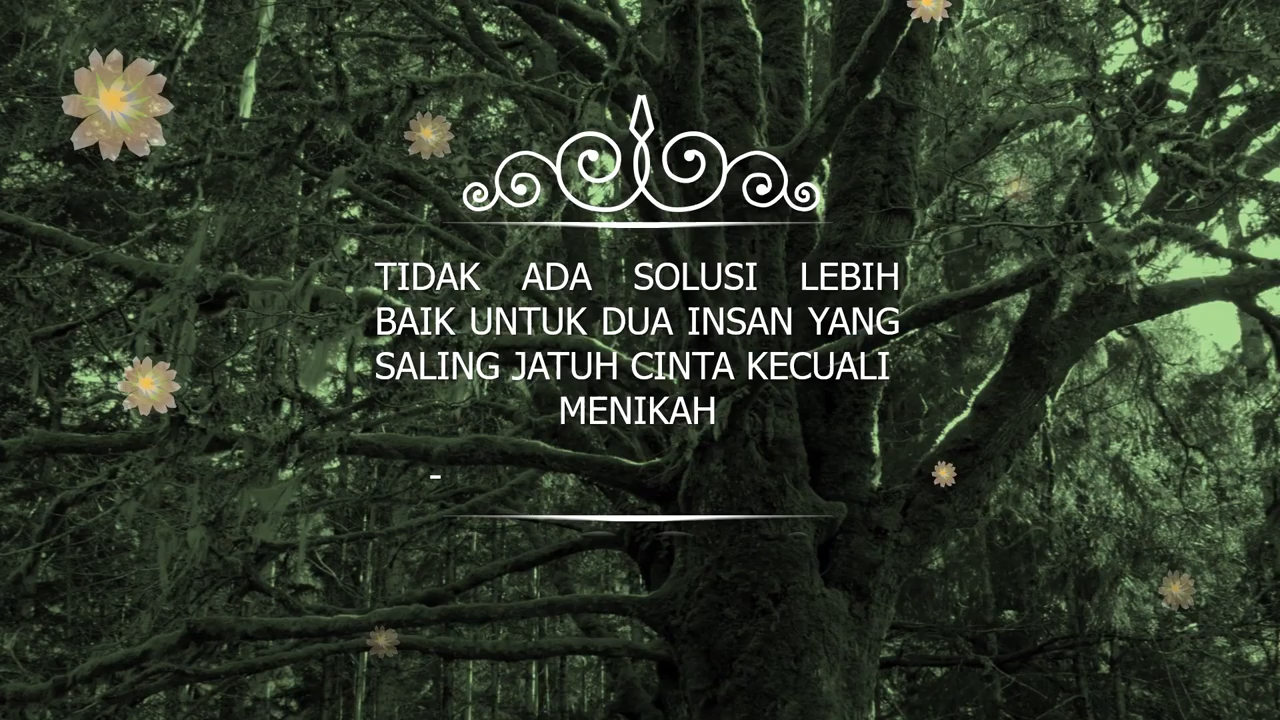 TIDAK ADA SOLUSI LEBIH
BAIK UNTUK DUA INSAN YANG
SALING JATUH CINTA KECUALI
MENIKAH
-